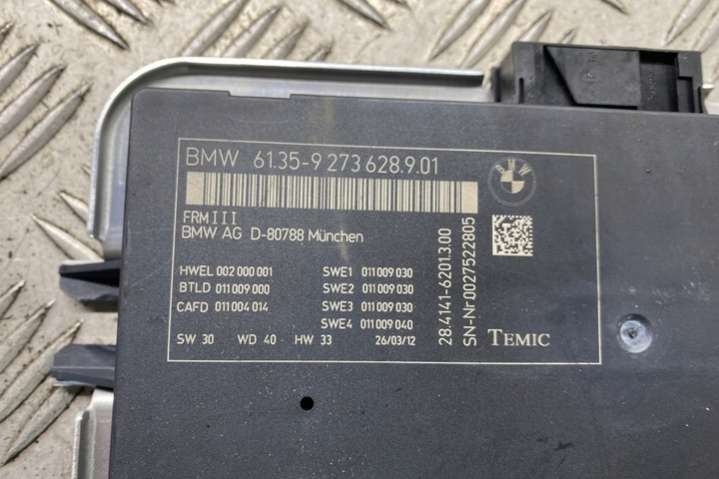 BMW 61.35-9 273 628.9.01
BMW
FRM III
BMW AG D-80788 München
HWEL 002 000 001
BTLD 011 009 000
CAFD 011 004 014
SWE1 011 009 030
SWE2 011 009 030
SWE3 011 009 030
SWE4 011 009 040
SW 30 WD 40 HW 33 26/03/12
28.4141-6201.3.00
SN-Nr 0027522805
TEMIC